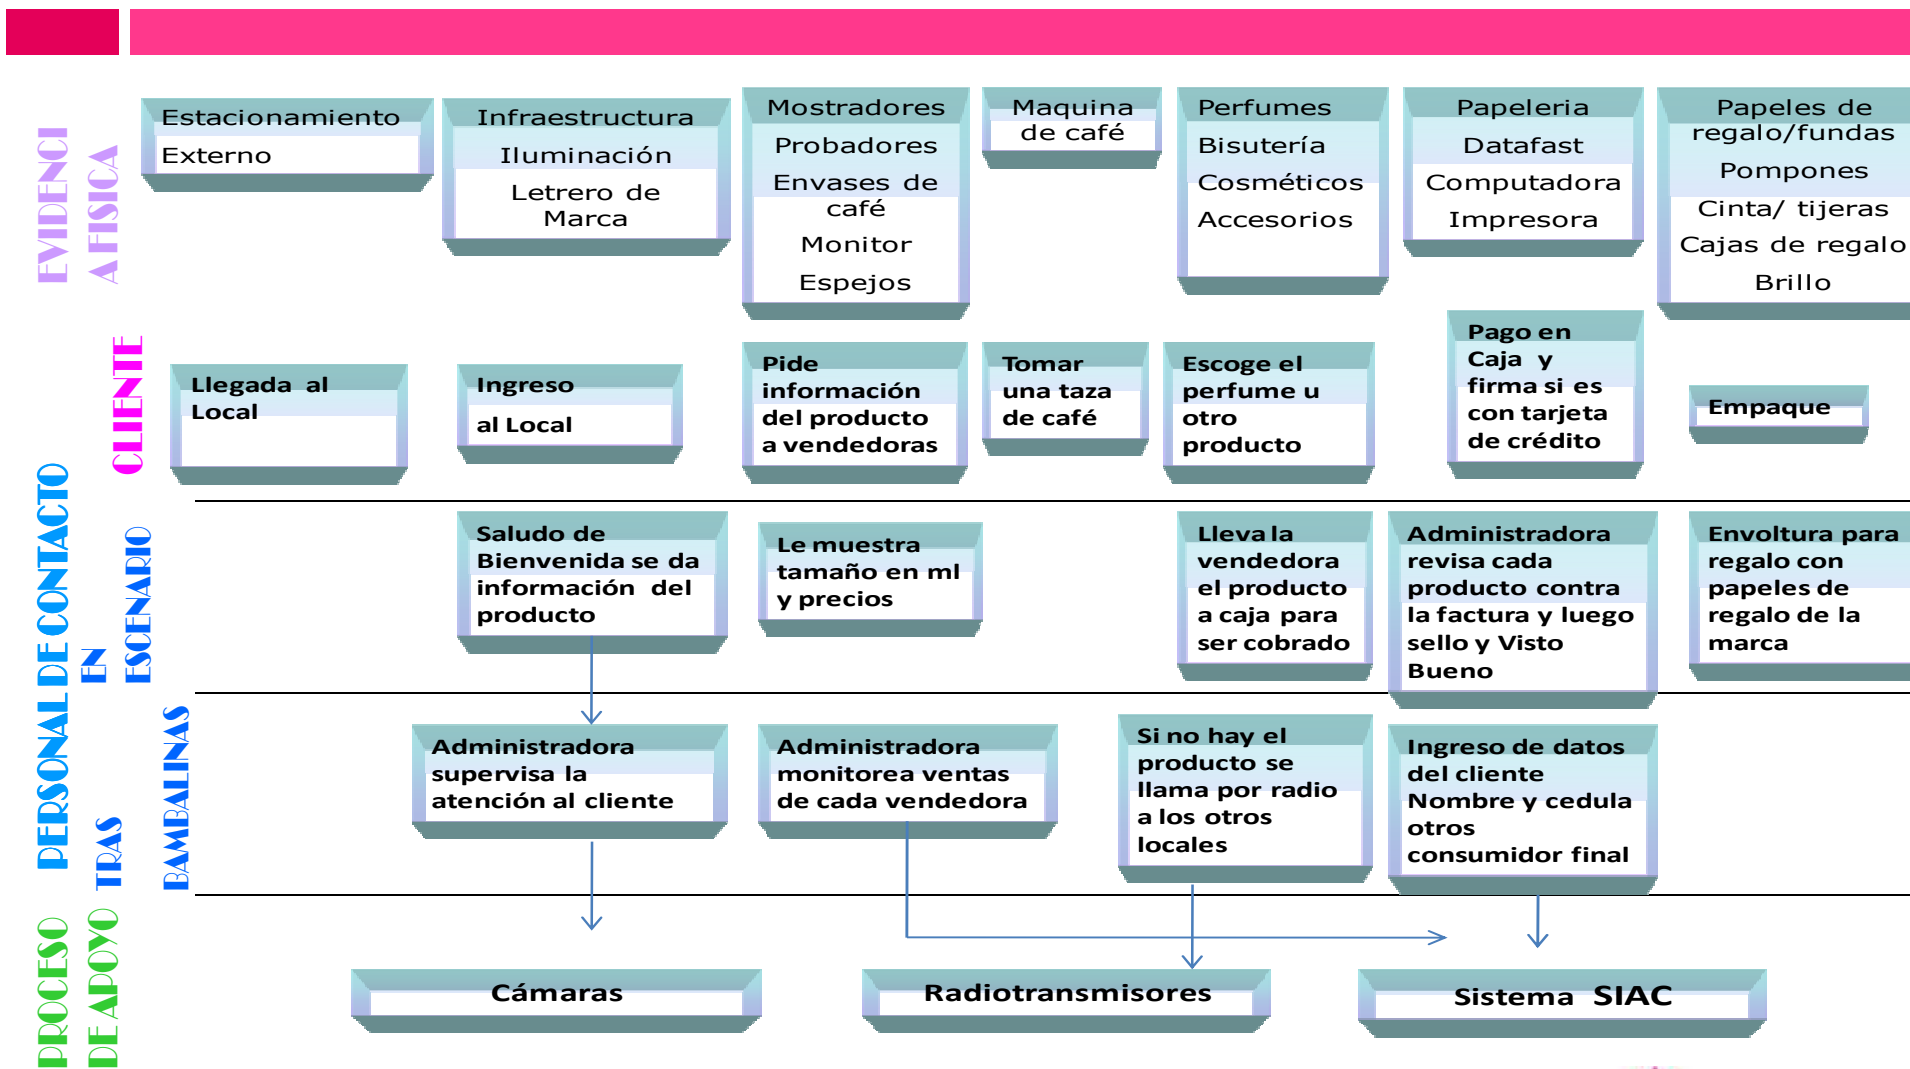 EVIDENCI
A FISICA
Estacionamiento
Externo
Infraestructura
Iluminación
Letrero de
Marca
Mostradores
Probadores
Envases de
café
Monitor
Espejos
Maquina
de café
Perfumes
Bisutería
Cosméticos
Accesorios
Papeleria
Datafast
Computadora
Impresora
Papeles de
regalo/fundas
Pompones
Cinta/ tijeras
Cajas de regalo
Brillo
CLIENTE
Llegada al
Local
Ingreso
al Local
Pide
información
del producto
a vendedoras
Tomar
una taza
de café
Escoge el
perfume u
otro
producto
Pago en
Caja y
firma si es
con tarjeta
de crédito
Empaque
PERSONAL DE CONTACTO
EN
ESCENARIO
Saludo de
Bienvenida se da
información del
producto
Le muestra
tamaño en ml
y precios
Lleva la
vendedora
el producto
a caja para
ser cobrado
Administradora
revisa cada
producto contra
la factura y luego
sello y Visto
Bueno
Envoltura para
regalo con
papeles de
regalo de la
marca
TRAS
BAMBALINAS
Administradora
supervisa la
atención al cliente
Administradora
monitorea ventas
de cada vendedora
Si no hay el
producto se
llama por radio
a los otros
locales
Ingreso de datos
del cliente
Nombre y cedula
otros
consumidor final
PROCESO
DE APOYO
Cámaras
Radiotransmisores
Sistema SIAC